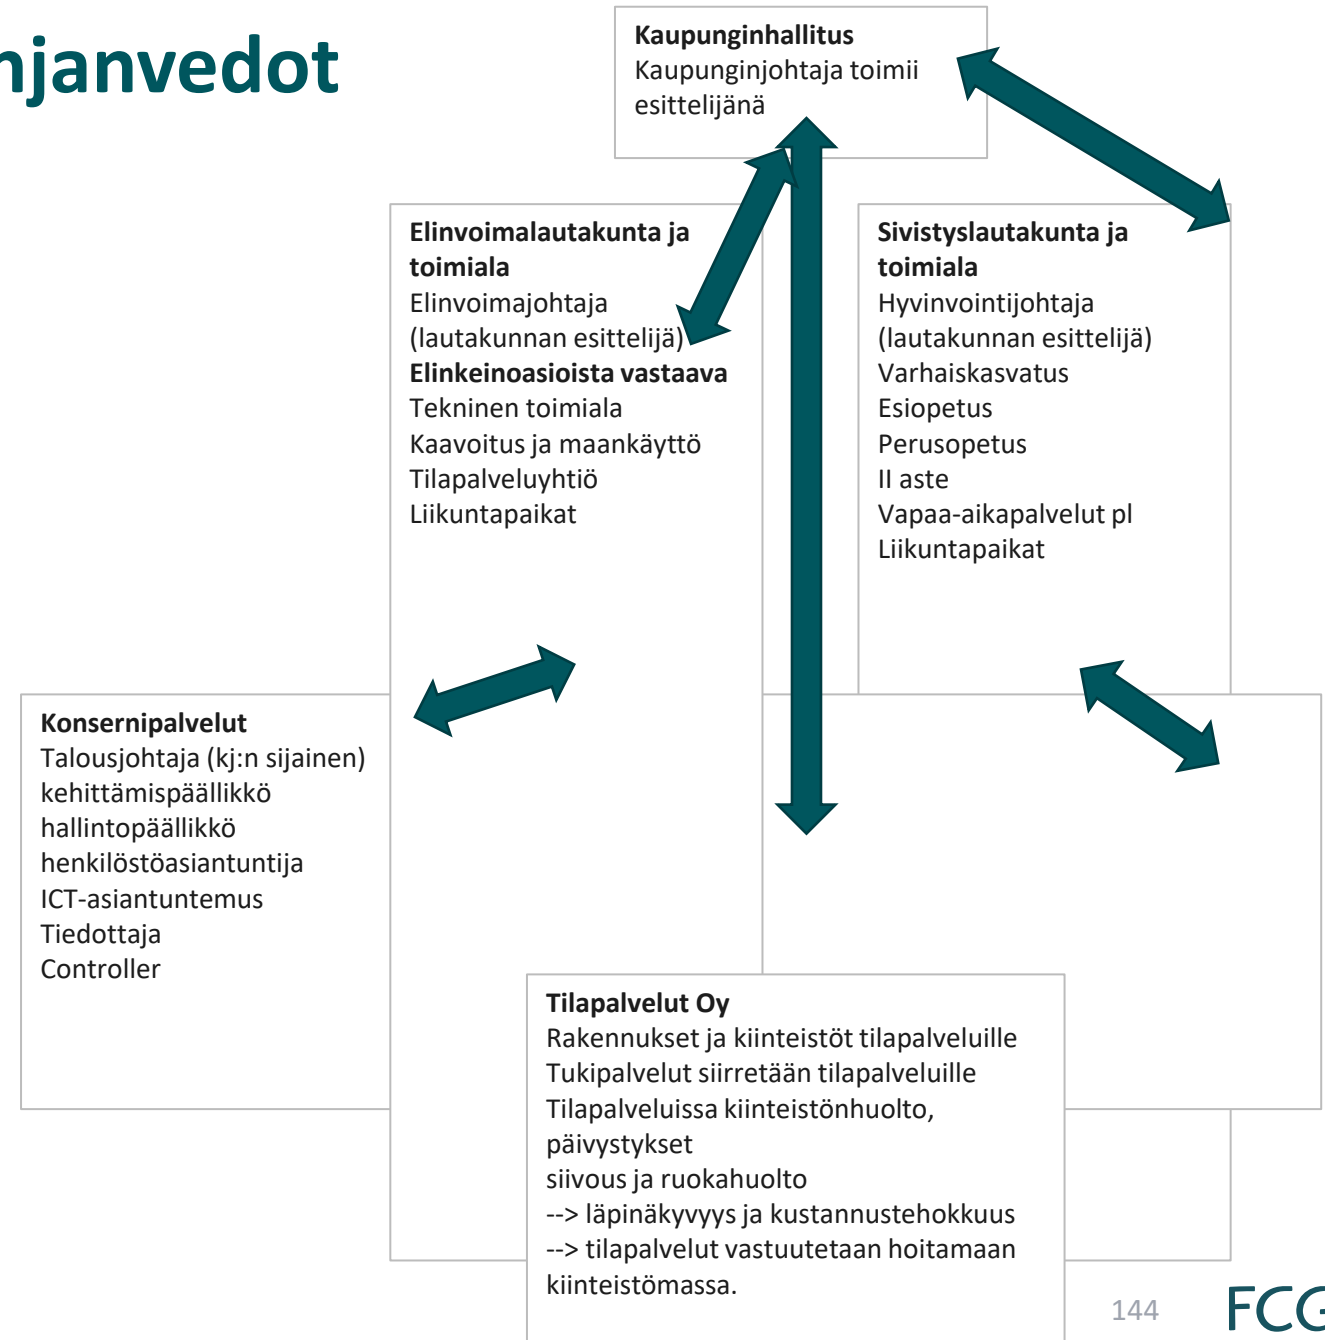 njanvedot
Kaupunginhallitus
Kaupunginjohtaja toimii
esittelijänä
Elinvoimalautakunta ja
toimiala
Elinvoimajohtaja
(lautakunnan esittelijä)
Elinkeinoasioista vastaava
Tekninen toimiala
Kaavoitus ja maankäyttö
Tilapalveluyhtiö
Liikuntapaikat
Sivistyslautakunta ja
toimiala
Hyvinvointijohtaja
(lautakunnan esittelijä)
Varhaiskasvatus
Esiopetus
Perusopetus
II aste
Vapaa-aikapalvelut pl
Liikuntapaikat
Konsernipalvelut
Talousjohtaja (kj:n sijainen)
kehittämispäällikkö
hallintopäällikkö
henkilöstöasiantuntija
ICT-asiantuntemus
Tiedottaja
Controller
Tilapalvelut Oy
Rakennukset ja kiinteistöt tilapalveluille
Tukipalvelut siirretään tilapalveluille
Tilapalveluissa kiinteistönhuolto,
päivystykset
siivous ja ruokahuolto
--> läpinäkyvyys ja kustannustehokkuus
--> tilapalvelut vastuutetaan hoitamaan
kiinteistömassa.
144
FCG